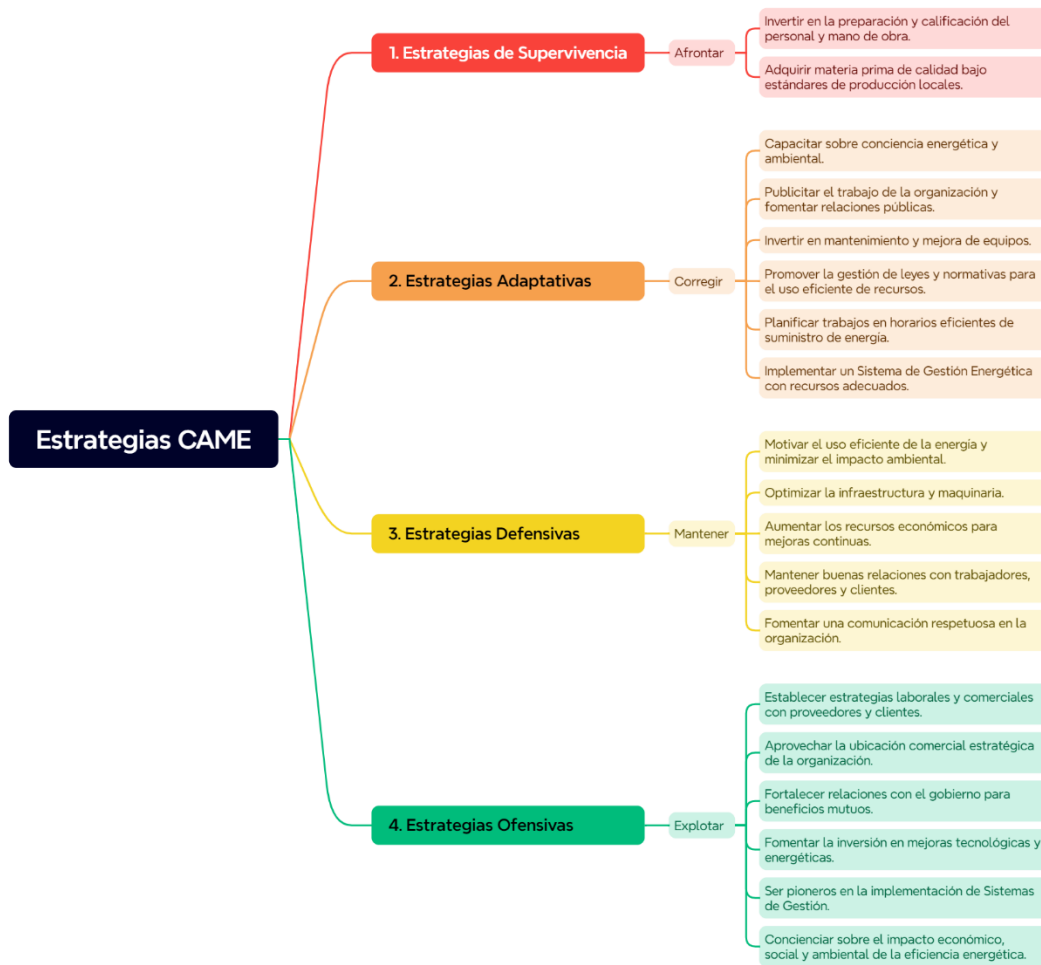 Estrategias CAME
1. Estrategias de Supervivencia
Afrontar
Invertir en la preparación y calificación del
personal y mano de obra.
Adquirir materia prima de calidad bajo
estándares de producción locales.
2. Estrategias Adaptativas
Corregir
Capacitar sobre conciencia energética y
ambiental.
Publicitar el trabajo de la organización y
fomentar relaciones públicas.
Invertir en mantenimiento y mejora de equipos.
Promover la gestión de leyes y normativas para
el uso eficiente de recursos.
Planificar trabajos en horarios eficientes de
suministro de energía.
Implementar un Sistema de Gestión Energética
con recursos adecuados.
3. Estrategias Defensivas
Mantener
Motivar el uso eficiente de la energía y
minimizar el impacto ambiental.
Optimizar la infraestructura y maquinaria.
Aumentar los recursos económicos para
mejoras continuas.
Mantener buenas relaciones con trabajadores,
proveedores y clientes.
Fomentar una comunicación respetuosa en la
organización.
4. Estrategias Ofensivas
Explotar
Establecer estrategias laborales y comerciales
con proveedores y clientes.
Aprovechar la ubicación comercial estratégica
de la organización.
Fortalecer relaciones con el gobierno para
beneficios mutuos.
Fomentar la inversión en mejoras tecnológicas y
energéticas.
Ser pioneros en la implementación de Sistemas
de Gestión.
Concienciar sobre el impacto económico,
social y ambiental de la eficiencia energética.